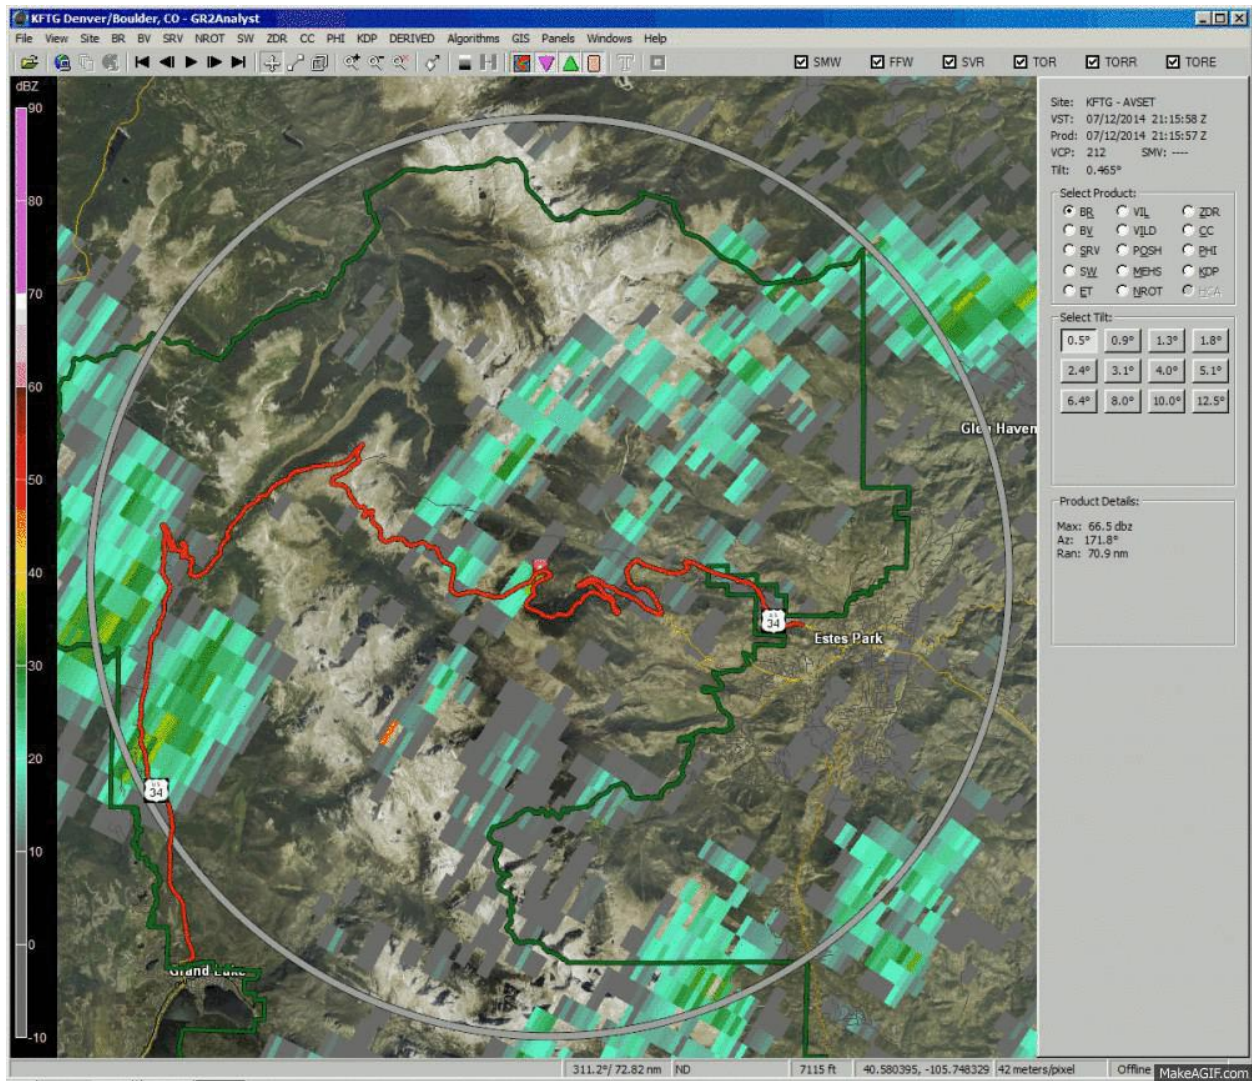 KFTG Denver/Boulder, CO - GR2Analyst
File View Site BR BV SRV NROT SW ZDR CC PHI KDP DERIVED Algorithms GIS Panels Windows Help
SMW FFW SVR TOR TORR TORE
dBZ
90
80
70
60
50
40
30
20
10
0
-10
Glen Haven
34
Estes Park
34
Grand Lake
Site: KFTG - AVSET
VST: 07/12/2014 21:15:58 Z
Prod: 07/12/2014 21:15:57 Z
VCP: 212 SMV: ----
Tilt: 0.465°
Select Product:
BR VIL ZDR
BV VILD CC
SRV POSH PHI
SW MEHS KDP
ET NROT HCA
Select Tilt:
0.5° 0.9° 1.3° 1.8°
2.4° 3.1° 4.0° 5.1°
6.4° 8.0° 10.0° 12.5°
Product Details:
Max: 66.5 dbz
Az: 171.8°
Ran: 70.9 nm
311.2°/ 72.82 nm ND 7115 ft 40.580395, -105.748329 42 meters/pixel Offline
MakeAGIF.com